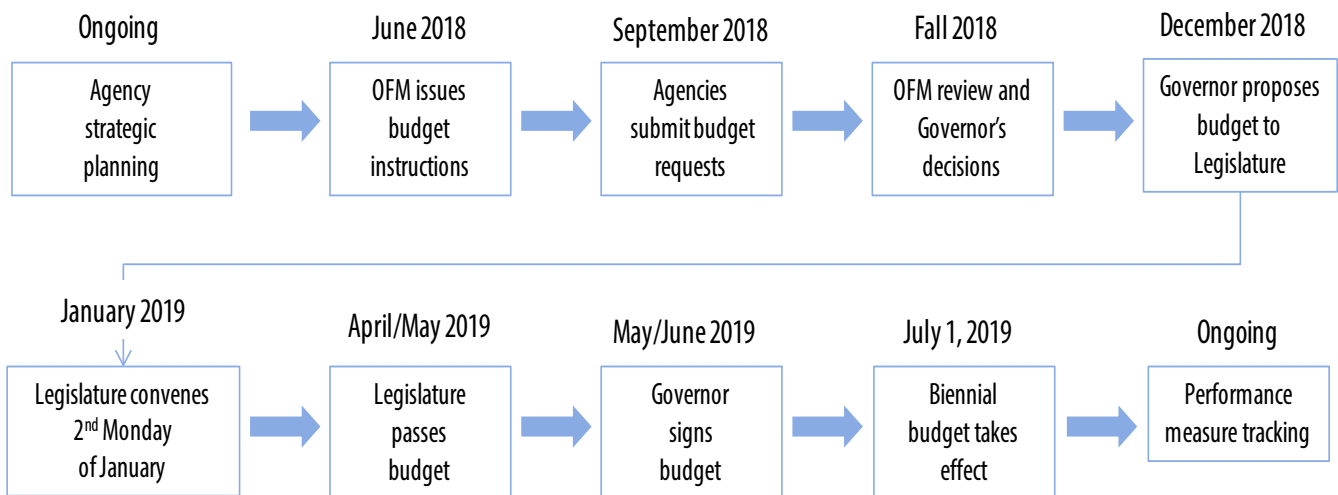 Ongoing
Agency
strategic
planning
June 2018
OFM issues
budget
instructions
September 2018
Agencies
submit budget
requests
Fall 2018
OFM review and
Governor’s
decisions
December 2018
Governor proposes
budget to
Legislature
January 2019
Legislature convenes
2nd Monday
of January
April/May 2019
Legislature
passes
budget
May/June 2019
Governor
signs
budget
July 1, 2019
Biennial
budget takes
effect
Ongoing
Performance
measure tracking